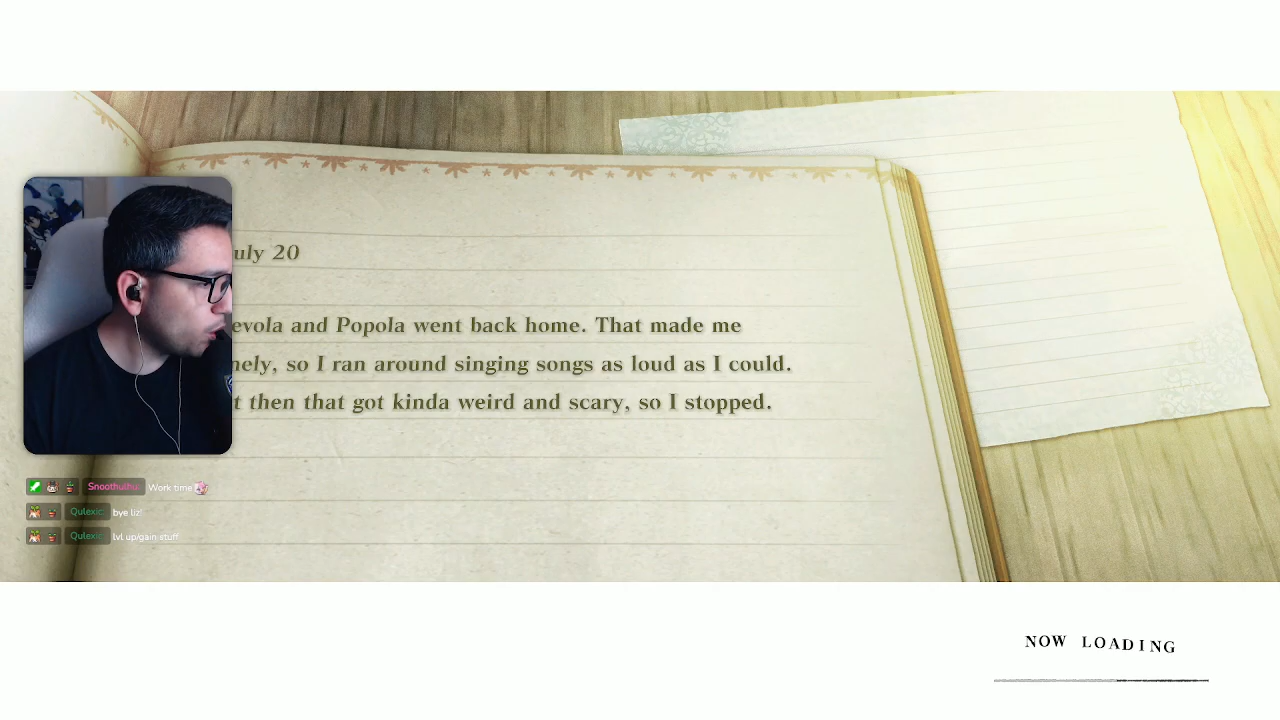 uly 20
evola and Popola went back home. That made me
nely, so I ran around singing songs as loud as I could.
t then that got kinda weird and scary, so I stopped.
Snoothulhu: Work time
Qulexic: bye liz!
Qulexic: lvl up/gain stuff
NOW LOADING